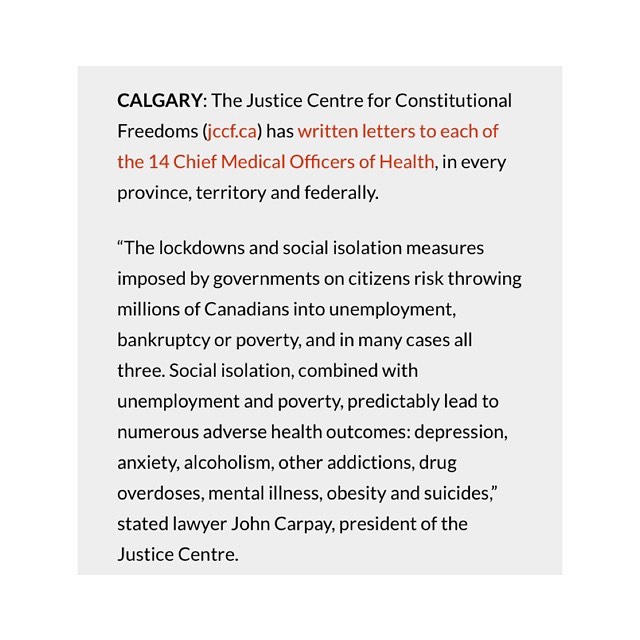 CALGARY: The Justice Centre for Constitutional
Freedoms (jccf.ca) has written letters to each of
the 14 Chief Medical Officers of Health, in every
province, territory and federally.
“The lockdowns and social isolation measures
imposed by governments on citizens risk throwing
millions of Canadians into unemployment,
bankruptcy or poverty, and in many cases all
three. Social isolation, combined with
unemployment and poverty, predictably lead to
numerous adverse health outcomes: depression,
anxiety, alcoholism, other addictions, drug
overdoses, mental illness, obesity and suicides,”
stated lawyer John Carpay, president of the
Justice Centre.